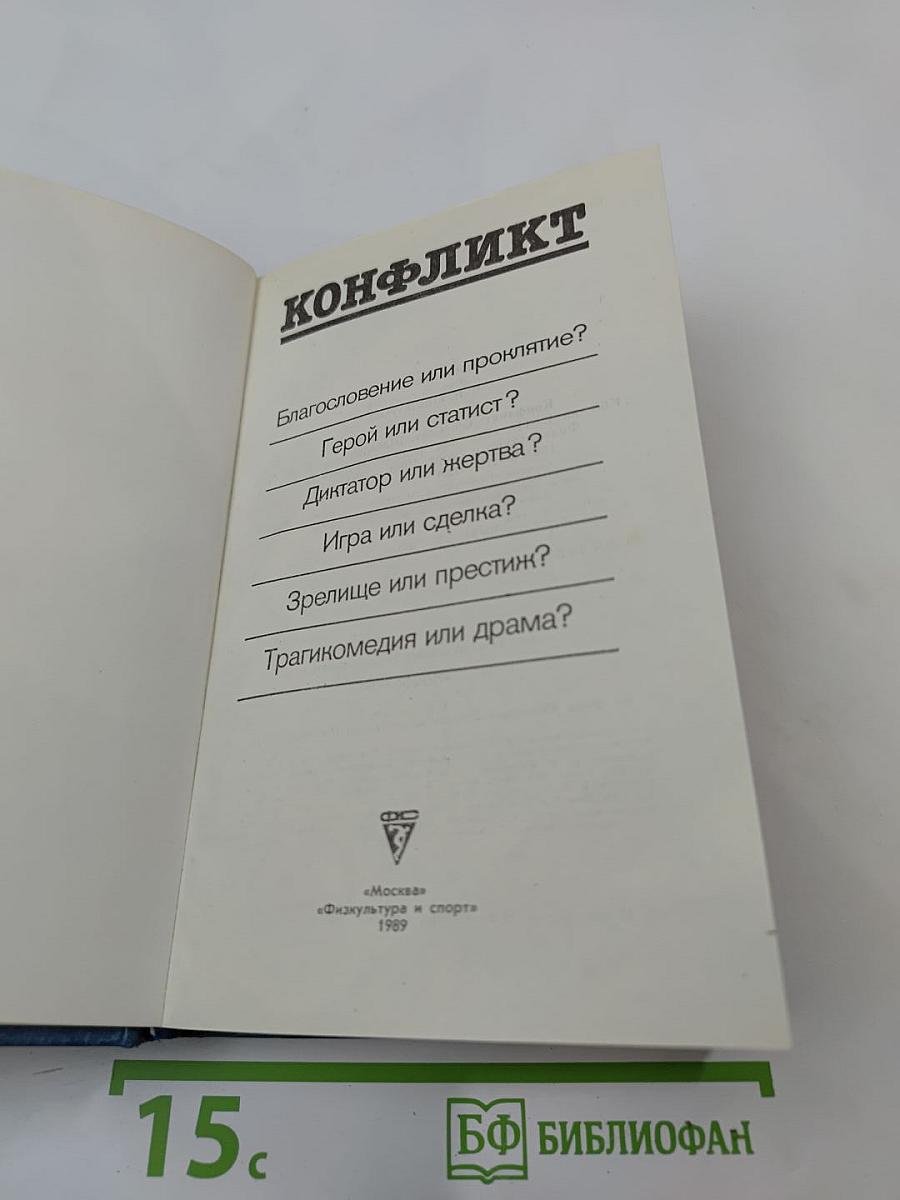 КОНФЛИКТ
Благословение или проклятие?
Герой или статист?
Диктатор или жертва?
Игра или сделка?
Зрелище или престиж?
Трагикомедия или драма?
ФС
«Москва»
«Физкультура и спорт»
1989
15 с
БФ БИБЛИОФАН